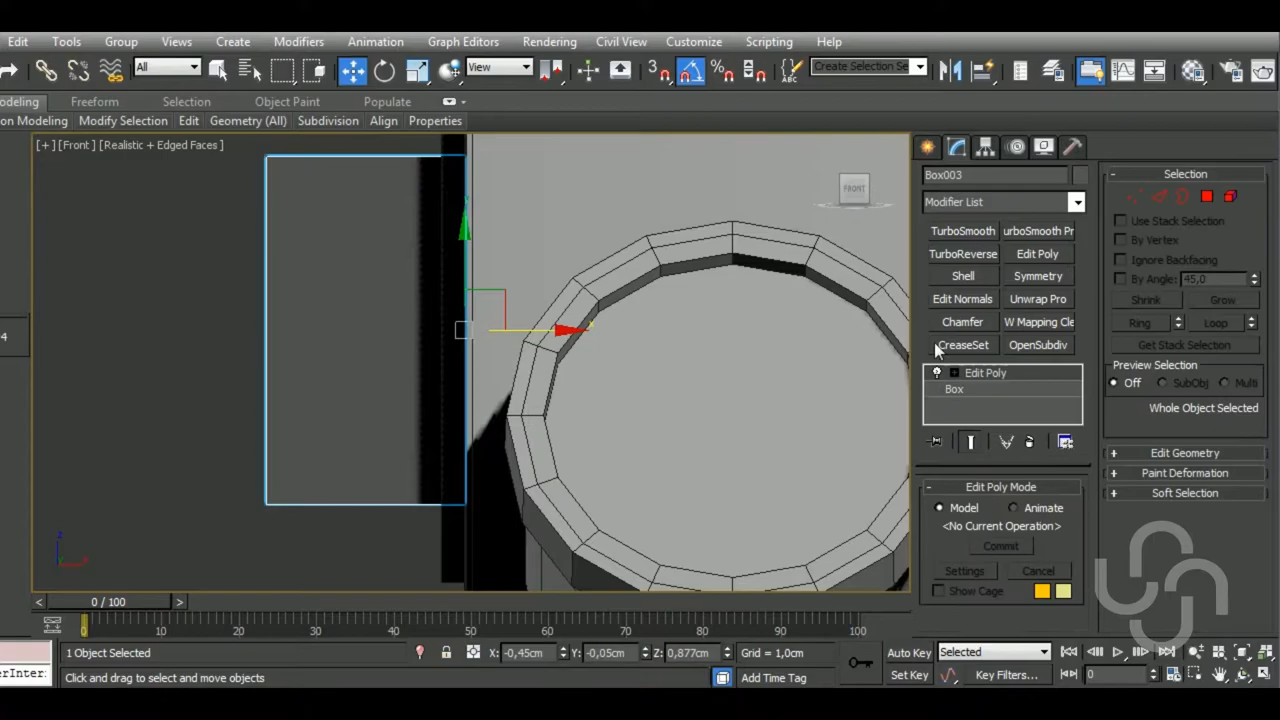 Edit Tools Group Views Create Modifiers Animation Graph Editors Rendering Civil View Customize Scripting Help
All View 3 ABC Create Selection Se
odeling Freeform Selection Object Paint Populate
on Modeling Modify Selection Edit Geometry (All) Subdivision Align Properties
[+] [Front] [Realistic + Edged Faces]
FRONT
Box003
Modifier List
TurboSmooth urboSmooth Pr
TurboReverse Edit Poly
Shell Symmetry
Edit Normals Unwrap Pro
Chamfer W Mapping Cle
CreaseSet OpenSubdiv
Edit Poly
Box
Edit Poly Mode
Model Animate
<No Current Operation>
Commit
Settings Cancel
Show Cage
Selection
Use Stack Selection
By Vertex
Ignore Backfacing
By Angle: 45,0
Shrink Grow
Ring Loop
Get Stack Selection
Preview Selection
Off SubObj Multi
Whole Object Selected
Edit Geometry
Paint Deformation
Soft Selection
4
x
< 0 / 100 >
0 10 20 30 40 50 60 70 80 90 100
1 Object Selected X: -0,45cm Y: -0,05cm Z: 0,877cm Grid = 1,0cm Auto Key Selected
erInter: Click and drag to select and move objects Add Time Tag Set Key Key Filters... 0